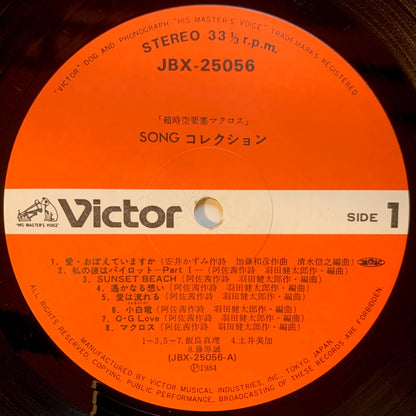 "VICTOR" DOG AND PHONOGRAPH "HIS MASTER'S VOICE" TRADEMARKS REGISTERED
STEREO 33 1/3 r.p.m.
JBX-25056
「超時空要塞マクロス」
SONG コレクション
"HIS MASTER'S VOICE"
Victor
SIDE 1
1、愛・おぼえていますか (安井かずみ作詩 加藤和彦作曲 清水信之編曲)
2、私の彼はパイロット―Part I―(阿佐茜作詩 羽田健太郎作・編曲)
3、SUNSET BEACH (阿佐茜作詩 羽田健太郎作・編曲)
4、遥かなる想い (阿佐茜作詩 羽田健太郎作・編曲)
5、愛は流れる (阿佐茜作詩 羽田健太郎作・編曲)
6、小白竜 (阿佐茜作詩 羽田健太郎作・編曲)
7、O-G Love (阿佐茜作詩 羽田健太郎作・編曲)
8、マクロス (阿佐茜作詩 羽田健太郎作・編曲)
1〜3,5〜7.飯島真理 4.土井美加
8.藤原誠
(JBX-25056-A)
Ⓟ1984
ALL RIGHTS RESERVED. UNAUTHORIZED COPYING, PUBLIC PERFORMANCE, BROADCASTING OF THESE RECORDS ARE FORBIDDEN
MANUFACTURED BY VICTOR MUSICAL INDUSTRIES, INC. TOKYO, JAPAN